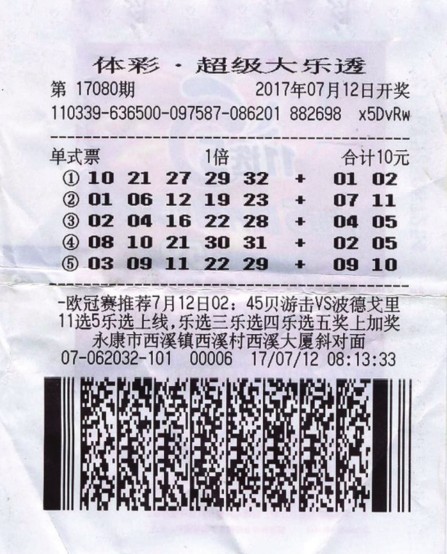 体彩·超级大乐透
第 17080期 2017年07月12日开奖
110339-636500-097587-086201 882698 x5DvRw
单式票 1倍 合计10元
① 10 21 27 29 32 + 01 02
② 01 06 12 19 23 + 07 11
③ 02 04 16 22 28 + 04 05
④ 08 10 21 30 31 + 02 05
⑤ 03 09 11 22 29 + 09 10
-欧冠赛推荐7月12日02:45贝游击VS波德戈里
11选5乐选上线,乐选三乐选四乐选五奖上加奖
永康市西溪镇西溪村西溪大厦斜对面
07-062032-101 00006 17/07/12 08:13:33